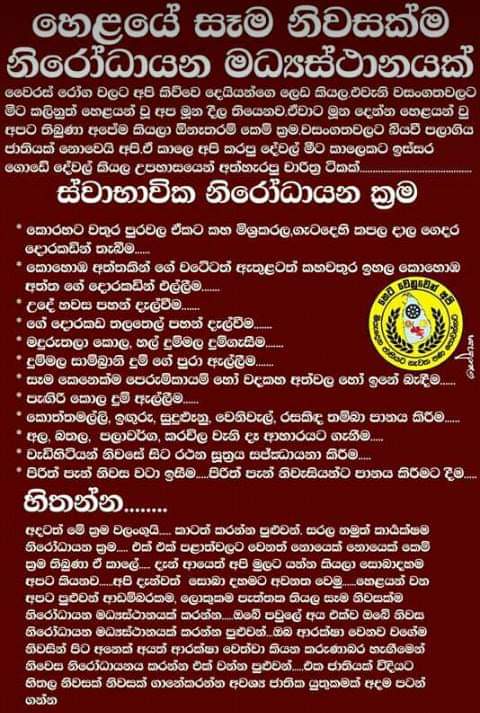 හෙළයේ සෑම නිවසක්ම
නිරෝධායන මධ්‍යස්ථානයක්
වෛරස් රෝග වලට අපි කිව්වෙ දෙයියන්ගෙ ලෙඩ කියල.එවැනි වසංගතවලට
මීට කලිනුත් හෙළයන් වූ අප මුන දීල තියෙනව.ඒවාට මුන දෙන්න හෙළයන් වූ
අපට තිබුණා අපේම කියලා ඕනෑතරම් කෙම් ක්‍රම.වසංගතවලට බියවී පලාගිය
ජාතියක් නොවෙයි අපි.ඒ කාලෙ අපි කරපු දේවල් මීට කාලෙකට ඉස්සර
ගොඩේ දේවල් කියල උපහාසයෙන් අත්හැරපු චාරිත්‍ර ටිකක්..........................................
ස්වාභාවික නිරෝධායන ක්‍රම
* කොරහට වතුර පුරවල ඒකට කහ මිශ්‍රකරල,ගැටදෙහි කපල දාල ගෙදර
දොරකඩින් තැබීම......
* කොහොඹ අත්තකින් ගේ වටේටත් ඇතුළටත් කහවතුර ඉහල කොහොඹ
අත්ත ගේ දොරකඩින් එල්ලීම.......
* උදේ හවස පහන් දැල්වීම.......
* ගේ දොරකඩ තලතෙල් පහන් දැල්වීම.......
* මදුරුතලා කොල, හල් දුම්මල දුම්ගැසීම.......
* දුම්මල සාම්බ්‍රානි දුම් ගේ පුරා ඇල්ලීම.......
* සෑම කෙනෙක්ම පෙරුම්කායම් හෝ වදකහ අත්වල හෝ ඉනේ බැඳීම......
* පැඟිරි කොල දුම් ඇල්ලීම......
* කොත්තමල්ලි, ඉඟුරු, සුදුළූනු, වෙනිවැල්, රසකිඳ තම්බා පානය කිරීම......
* අල, බතල, පලාවර්ග, කරවිල වැනි දෑ ආහාරයට ගැනීම.....
* වැඩිහිටියන් නිවසේ සිට රථන සූත්‍රය සජ්ඣායනා කිරීම.....
* පිරිත් පැන් නිවස වටා ඉසීම.....පිරිත් පැන් නිවැසියන්ට පානය කිරීමට දීම.....
හෙට වෙනුවෙන් අපි
හිතන්න........
අදටත් මේ ක්‍රම වලංගුයි..... කාටත් කරන්න පුළුවන්. සරල නමුත් කාර්යක්ෂම
නිරෝධායන ක්‍රම..... එක් එක් පළාත්වලට වෙනත් නොයෙක් නොයෙක් කෙම්
ක්‍රම තිබුණා ඒ කාලේ..... දැන් ආයෙත් අපි මුලට යන්න කියලා සොබාදහම
අපට කියනව.....අපි දැන්වත් සොබා දහමට අවනත වෙමු.....හෙළයන් වන
අපට පුළුවන් ආඩම්බරකම, ලොකුකම පැත්තක තියල සෑම නිවසක්ම
නිරෝධායන මධ්‍යස්ථානයක් කරන්න.....ඔබේ පවුලේ අය එක්ව ඔබේ නිවස
නිරෝධායන මධ්‍යස්ථානයක් කරන්න පුළුවන්..ඔබ ආරක්ෂා වෙනව වගේම
නිවසින් පිට අනෙක් අයත් ආරක්ෂා වෙත්වා කියන කරුණාබර හැඟීමෙන්
නිවෙස නිරෝධායනය කරන්න එක් වන්න පුළුවන්.....එක ජාතියක් විදියට
හිතල නිවසක් නිවසක් ගානේකරන්න අවශ්‍ය ජාතික යුතුකමක් අදම පටන්
ගන්න